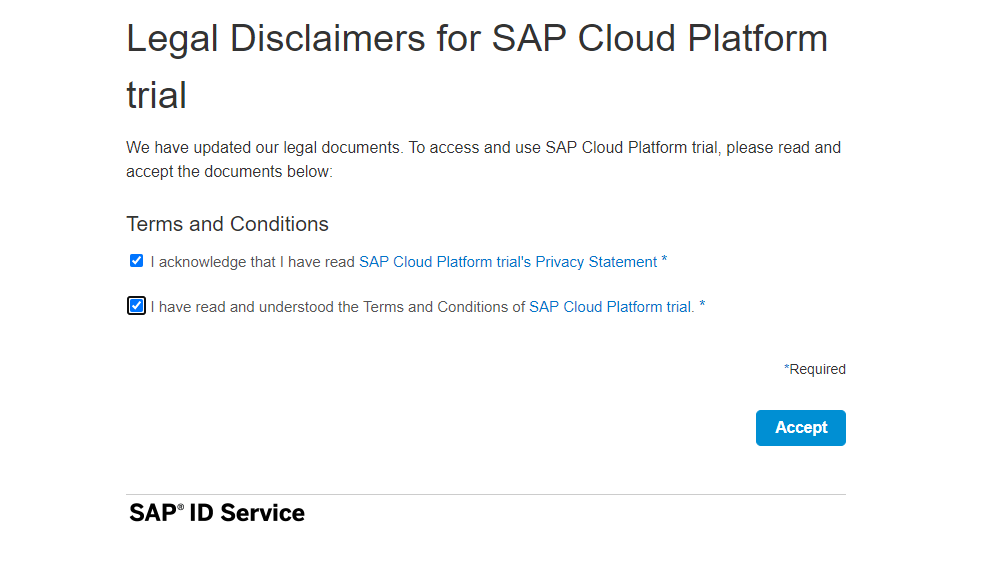 Legal Disclaimers for SAP Cloud Platform
trial
We have updated our legal documents. To access and use SAP Cloud Platform trial, please read and
accept the documents below:
Terms and Conditions
I acknowledge that I have read SAP Cloud Platform trial's Privacy Statement *
I have read and understood the Terms and Conditions of SAP Cloud Platform trial. *
*Required
Accept
SAP® ID Service